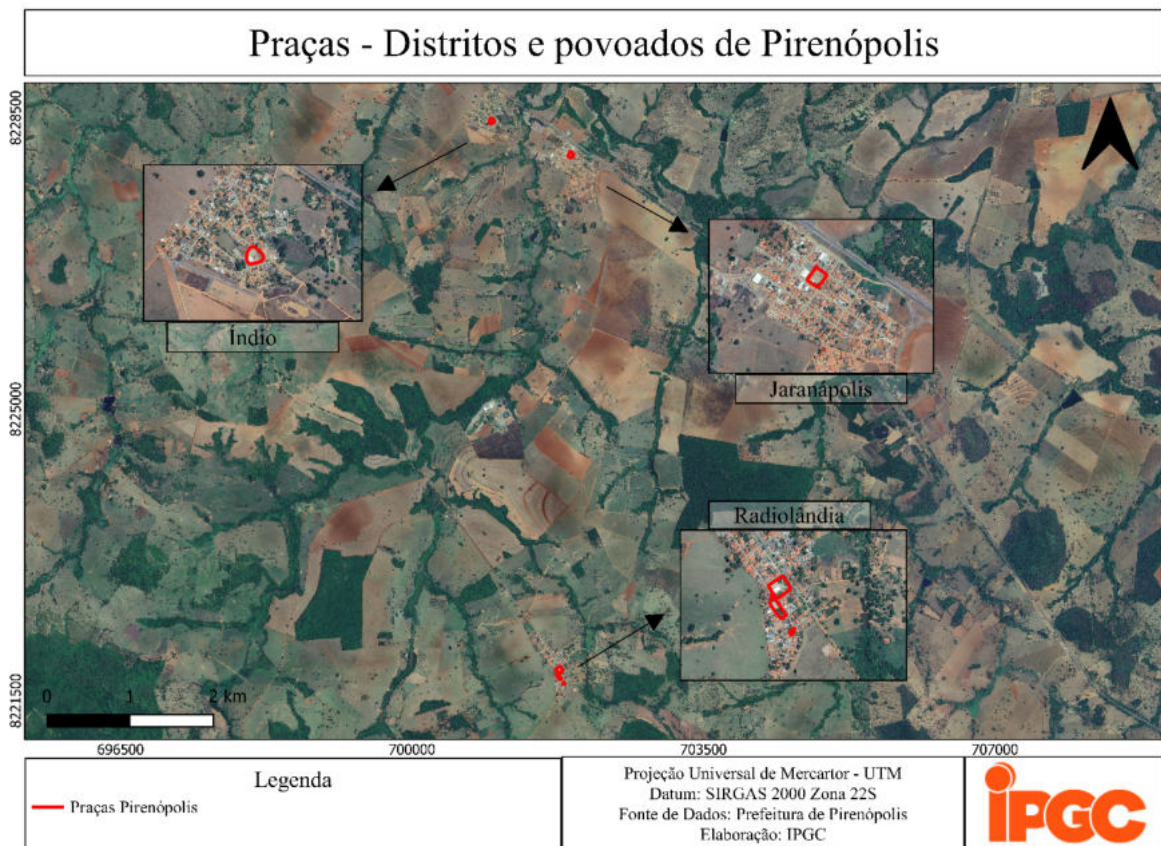 Praças - Distritos e povoados de Pirenópolis
8228500
8225000
8221500
Índio
Jaranápolis
Radiolândia
0 1 2 km
696500 700000 703500 707000
Legenda
Praças Pirenópolis
Projeção Universal de Mercartor - UTM
Datum: SIRGAS 2000 Zona 22S
Fonte de Dados: Prefeitura de Pirenópolis
Elaboração: IPGC
iPGC